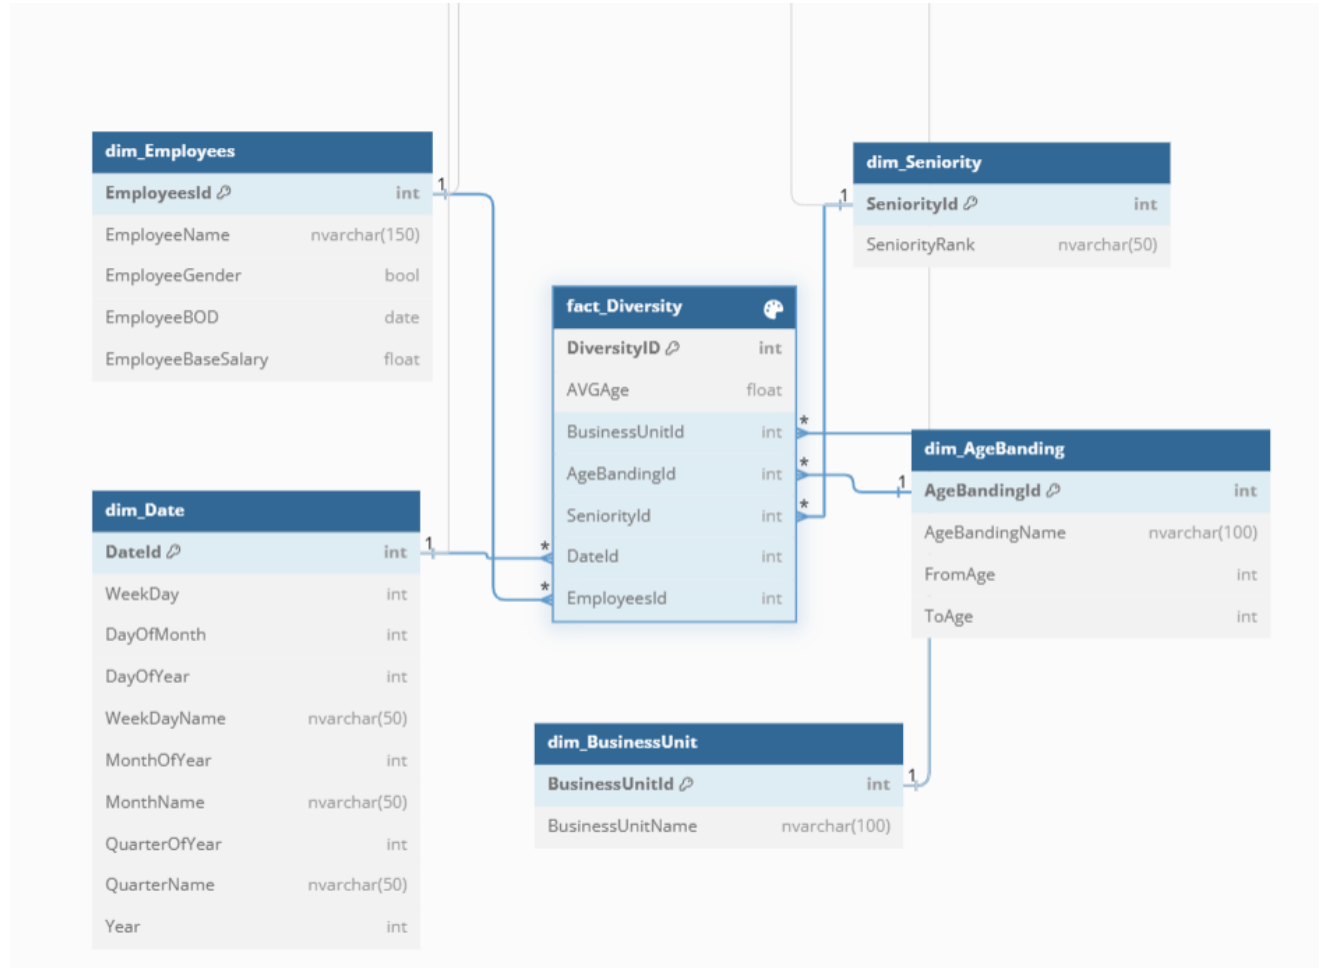 dim_Employees
EmployeesId int
EmployeeName nvarchar(150)
EmployeeGender bool
EmployeeBOD date
EmployeeBaseSalary float
1
dim_Seniority
SeniorityId int
SeniorityRank nvarchar(50)
1
fact_Diversity
DiversityID int
AVGAge float
BusinessUnitId int *
AgeBandingId int *
SeniorityId int *
* DateId int
* EmployeesId int
dim_AgeBanding
1 AgeBandingId int
AgeBandingName nvarchar(100)
FromAge int
ToAge int
dim_Date
DateId int 1
WeekDay int
DayOfMonth int
DayOfYear int
WeekDayName nvarchar(50)
MonthOfYear int
MonthName nvarchar(50)
QuarterOfYear int
QuarterName nvarchar(50)
Year int
dim_BusinessUnit
BusinessUnitId int 1
BusinessUnitName nvarchar(100)